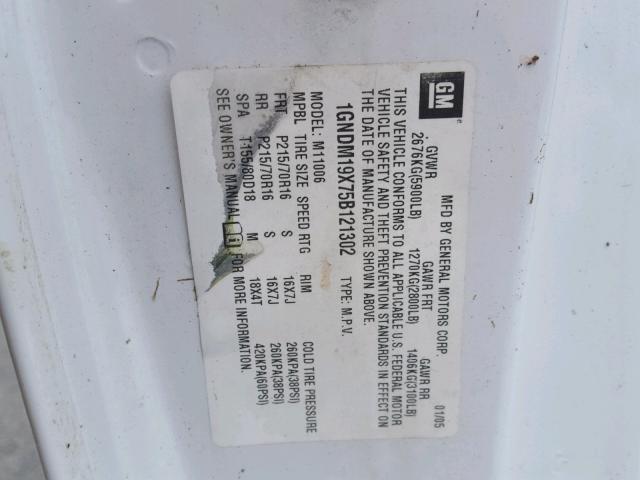 GM
MFD BY GENERAL MOTORS CORP. 01/05
GVWR GAWR FRT GAWR RR
2676KG(5900LB) 1270KG(2800LB) 1406KG(3100LB)
THIS VEHICLE CONFORMS TO ALL APPLICABLE U.S. FEDERAL MOTOR
VEHICLE SAFETY AND THEFT PREVENTION STANDARDS IN EFFECT ON
THE DATE OF MANUFACTURE SHOWN ABOVE.
1GNDM19X75B121302 TYPE: M.P.V.
MODEL: M11006
MPBL TIRE SIZE SPEED RTG RIM COLD TIRE PRESSURE
FRT P215/70R16 S 16X7J 260KPA(38PSI)
RR P215/70R16 S 16X7J 260KPA(38PSI)
SPA T155/80D18 M 18X4T 420KPA(60PSI)
SEE OWNER'S MANUAL FOR MORE INFORMATION.